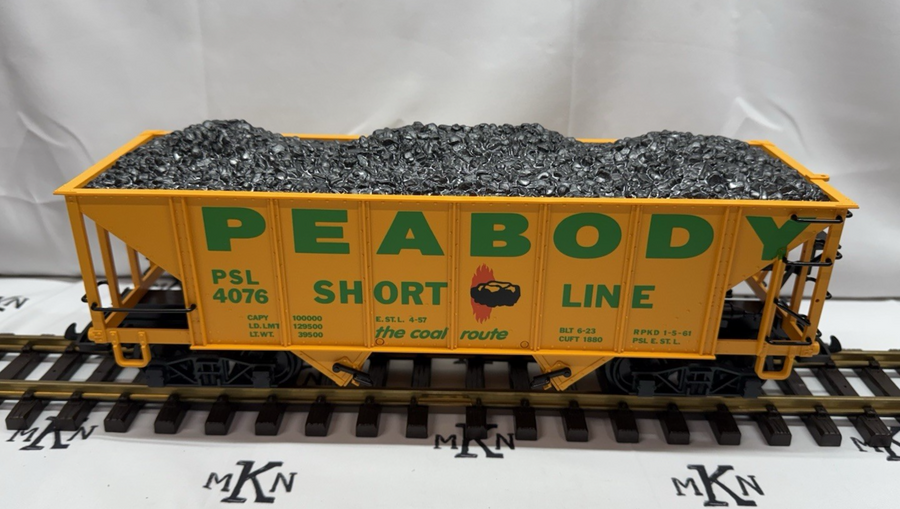 PEABODY
PSL
4076
SHORT LINE
CAPY 100000
LD. LMT 129500
LT. WT. 39500
E. ST. L. 4-57
the coal route
BLT 6-23
CUFT 1880
RPKD 1-5-61
PSL E. ST. L.
MKN
MKN
MKN
MKN